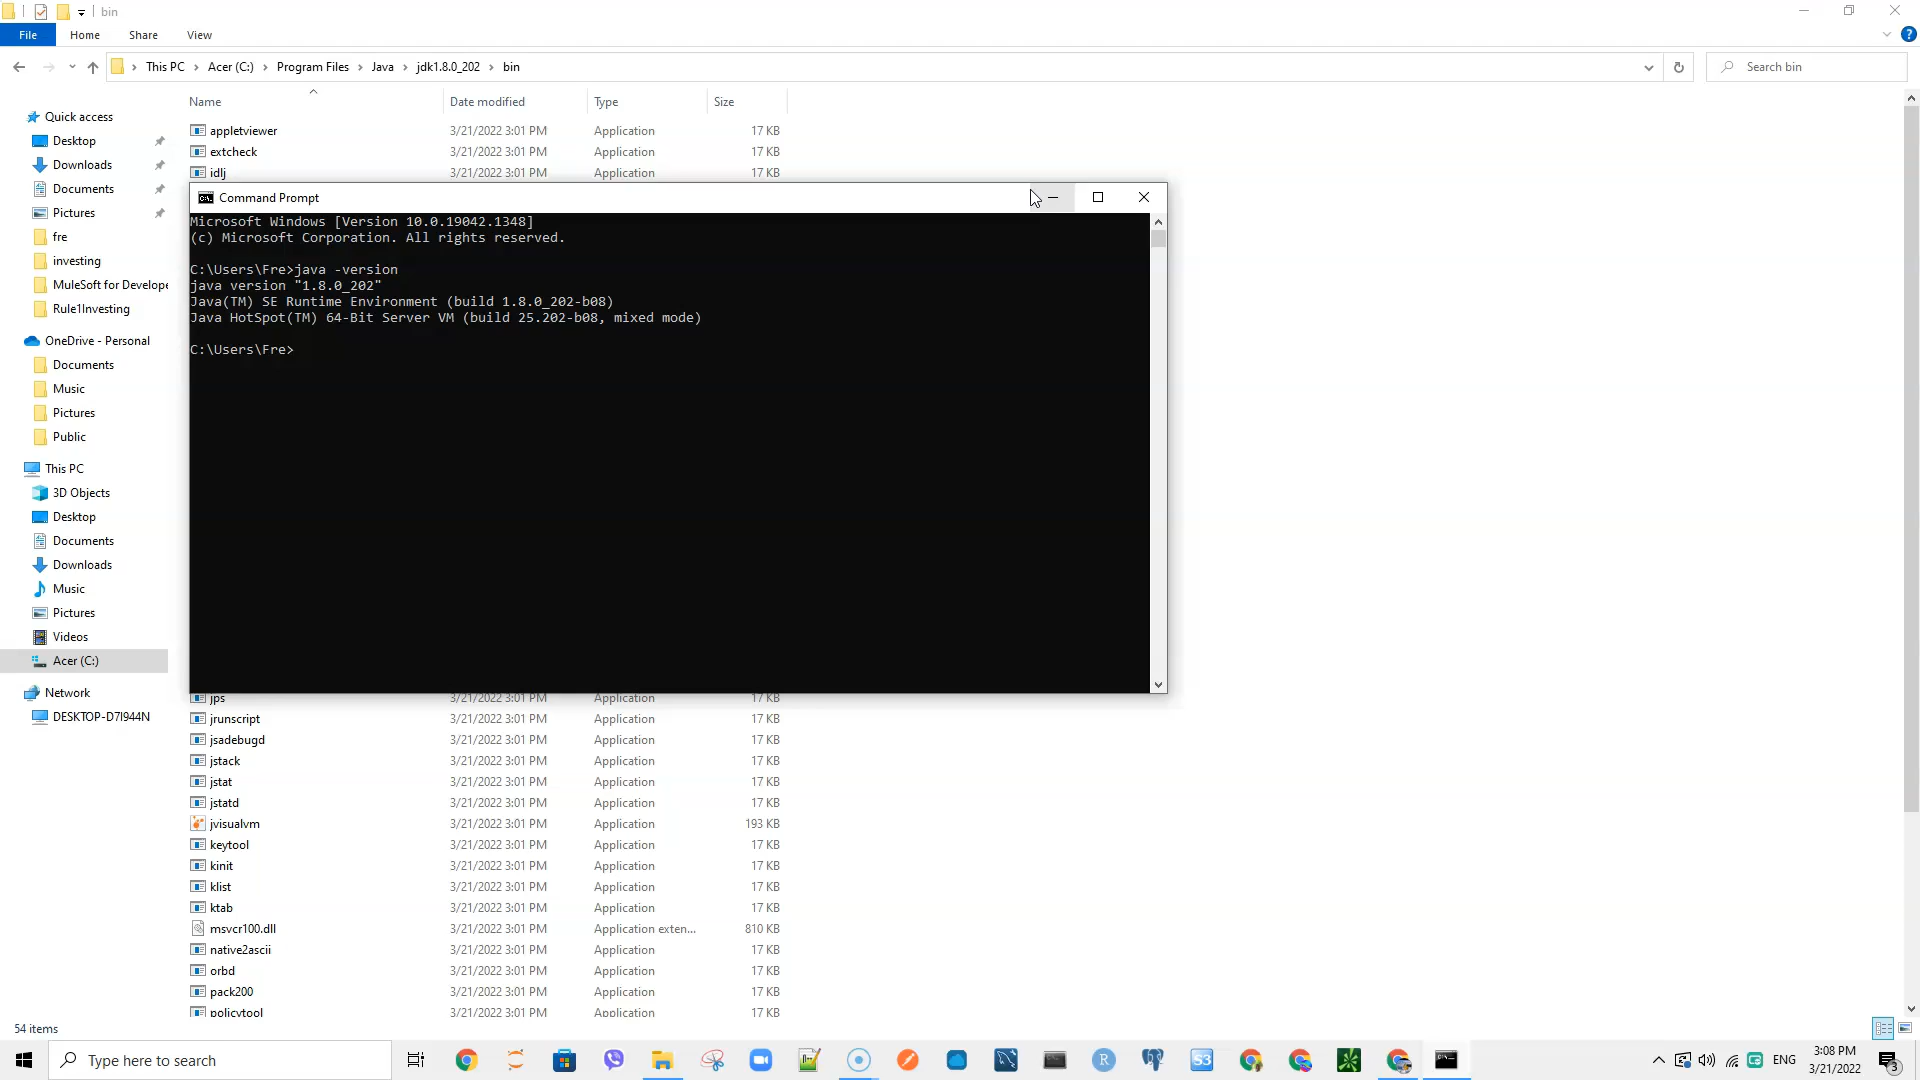 bin
File Home Share View
This PC Acer (C:) Program Files Java jdk1.8.0_202 bin
Search bin
Name Date modified Type Size
Quick access
Desktop
Downloads
Documents
Pictures
fre
investing
MuleSoft for Develope
Rule1Investing
OneDrive - Personal
Documents
Music
Pictures
Public
This PC
3D Objects
Desktop
Documents
Downloads
Music
Pictures
Videos
Acer (C:)
Network
DESKTOP-D7I944N
appletviewer 3/21/2022 3:01 PM Application 17 KB
extcheck 3/21/2022 3:01 PM Application 17 KB
idlj 3/21/2022 3:01 PM Application 17 KB
Command Prompt
Microsoft Windows [Version 10.0.19042.1348]
(c) Microsoft Corporation. All rights reserved.
C:\Users\Fre>java -version
java version "1.8.0_202"
Java(TM) SE Runtime Environment (build 1.8.0_202-b08)
Java HotSpot(TM) 64-Bit Server VM (build 25.202-b08, mixed mode)
C:\Users\Fre>
jps 3/21/2022 3:01 PM Application 17 KB
jrunscript 3/21/2022 3:01 PM Application 17 KB
jsadebugd 3/21/2022 3:01 PM Application 17 KB
jstack 3/21/2022 3:01 PM Application 17 KB
jstat 3/21/2022 3:01 PM Application 17 KB
jstatd 3/21/2022 3:01 PM Application 17 KB
jvisualvm 3/21/2022 3:01 PM Application 193 KB
keytool 3/21/2022 3:01 PM Application 17 KB
kinit 3/21/2022 3:01 PM Application 17 KB
klist 3/21/2022 3:01 PM Application 17 KB
ktab 3/21/2022 3:01 PM Application 17 KB
msvcr100.dll 3/21/2022 3:01 PM Application exten... 810 KB
native2ascii 3/21/2022 3:01 PM Application 17 KB
orbd 3/21/2022 3:01 PM Application 17 KB
pack200 3/21/2022 3:01 PM Application 17 KB
policytool 3/21/2022 3:01 PM Application 17 KB
54 items
Type here to search
S3
ENG
3:08 PM
3/21/2022
3